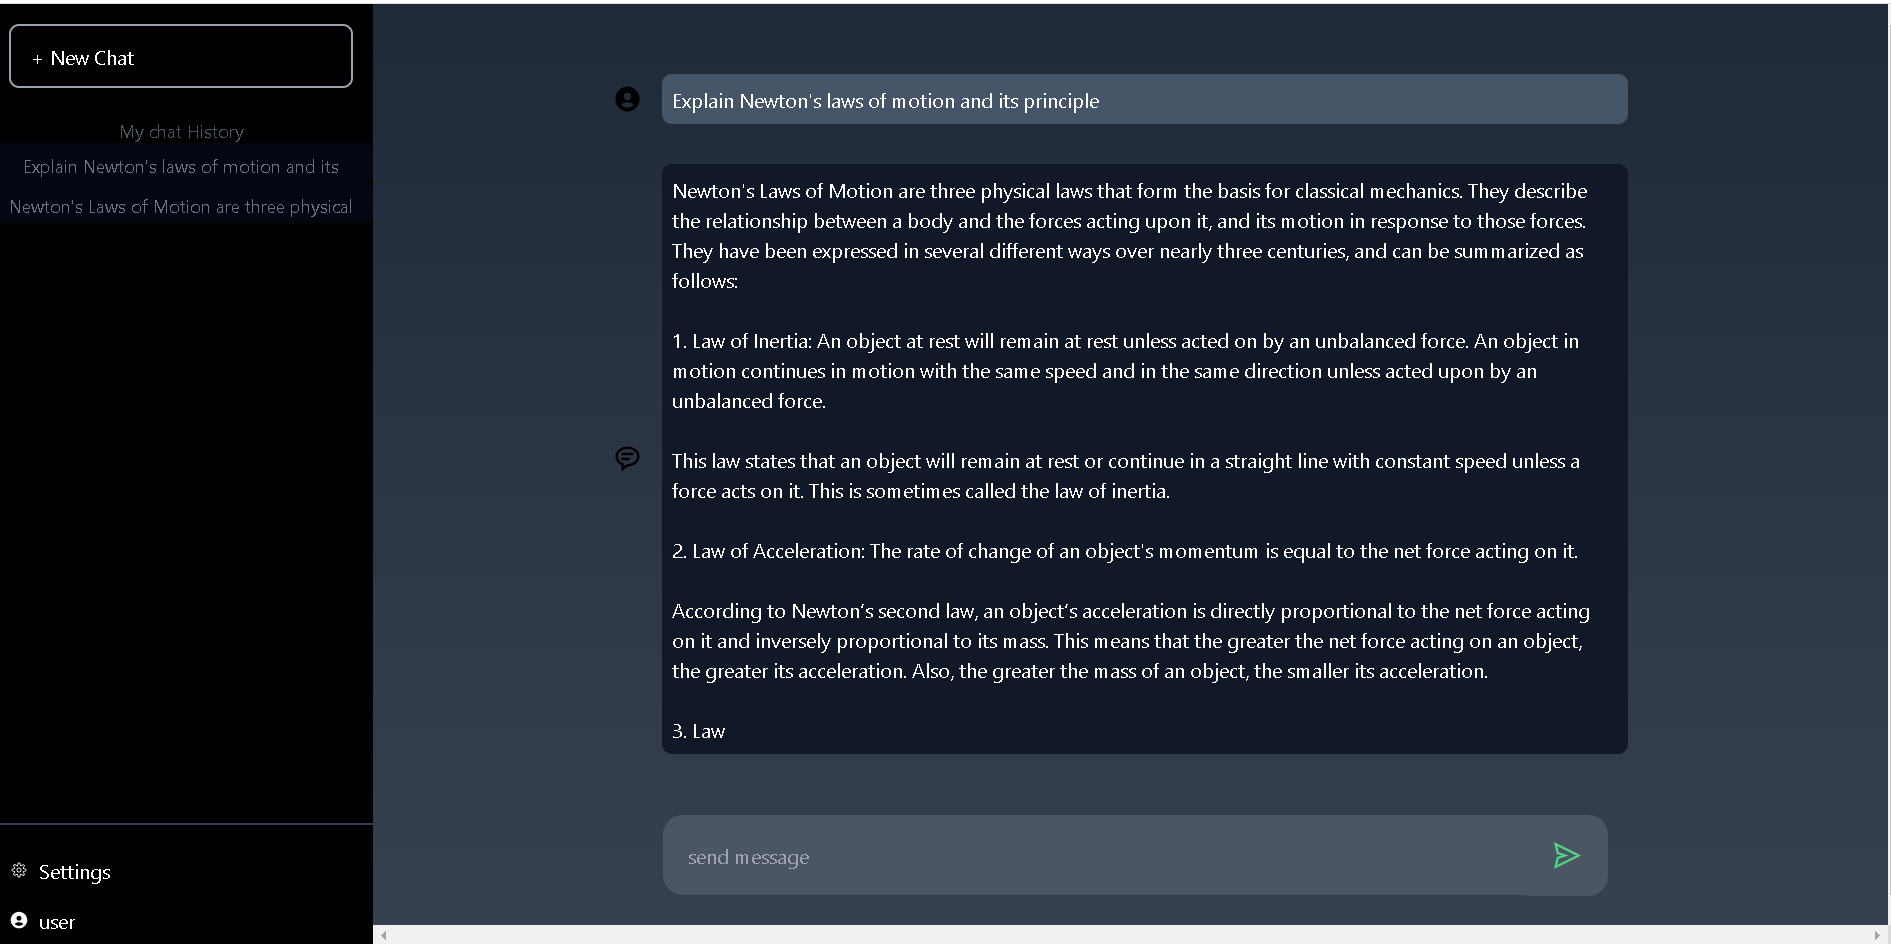 + New Chat
My chat History
Explain Newton's laws of motion and its
Newton's Laws of Motion are three physical
Settings
user
Explain Newton's laws of motion and its principle
Newton's Laws of Motion are three physical laws that form the basis for classical mechanics. They describe
the relationship between a body and the forces acting upon it, and its motion in response to those forces.
They have been expressed in several different ways over nearly three centuries, and can be summarized as
follows:
1. Law of Inertia: An object at rest will remain at rest unless acted on by an unbalanced force. An object in
motion continues in motion with the same speed and in the same direction unless acted upon by an
unbalanced force.
This law states that an object will remain at rest or continue in a straight line with constant speed unless a
force acts on it. This is sometimes called the law of inertia.
2. Law of Acceleration: The rate of change of an object's momentum is equal to the net force acting on it.
According to Newton’s second law, an object’s acceleration is directly proportional to the net force acting
on it and inversely proportional to its mass. This means that the greater the net force acting on an object,
the greater its acceleration. Also, the greater the mass of an object, the smaller its acceleration.
3. Law
send message